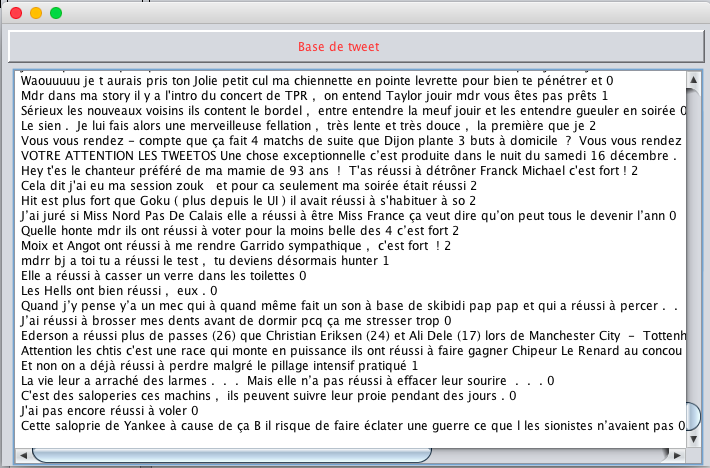 Base de tweet
Waouuuuu je t aurais pris ton Jolie petit cul ma chiennette en pointe levrette pour bien te pénétrer et 0
Mdr dans ma story il y a l'intro du concert de TPR , on entend Taylor jouir mdr vous êtes pas prêts 1
Sérieux les nouveaux voisins ils content le bordel , entre entendre la meuf jouir et les entendre gueuler en soirée 0
Le sien . Je lui fais alors une merveilleuse fellation , très lente et très douce , la première que je 2
Vous vous rendez - compte que ça fait 4 matchs de suite que Dijon plante 3 buts à domicile ? Vous vous rendez
VOTRE ATTENTION LES TWEETOS Une chose exceptionnelle c'est produite dans le nuit du samedi 16 décembre .
Hey t'es le chanteur préféré de ma mamie de 93 ans ! T'as réussi à détrôner Franck Michael c'est fort ! 2
Cela dit j'ai eu ma session zouk et pour ca seulement ma soirée était réussi 2
Hit est plus fort que Goku ( plus depuis le UI ) il avait réussi à s'habituer à so 2
J'ai juré si Miss Nord Pas De Calais elle a réussi à être Miss France ça veut dire qu'on peut tous le devenir l'ann 0
Quelle honte mdr ils ont réussi à voter pour la moins belle des 4 c'est fort 2
Moix et Angot ont réussi à me rendre Garrido sympathique , c'est fort ! 2
mdrr bj a toi tu a réussi le test , tu deviens désormais hunter 1
Elle a réussi à casser un verre dans les toilettes 0
Les Hells ont bien réussi , eux . 0
Quand j'y pense y'a un mec qui à quand même fait un son à base de skibidi pap pap et qui a réussi à percer . .
J'ai réussi à brosser mes dents avant de dormir pcq ça me stresser trop 0
Ederson a réussi plus de passes (26) que Christian Eriksen (24) et Ali Dele (17) lors de Manchester City - Tottenh
Attention les chtis c'est une race qui monte en puissance ils ont réussi à faire gagner Chipeur Le Renard au concou
Et non on a déjà réussi à perdre malgré le pillage intensif pratiqué 1
La vie leur a arraché des larmes . . . Mais elle n'a pas réussi à effacer leur sourire . . . 0
C'est des saloperies ces machins , ils peuvent suivre leur proie pendant des jours . 0
J'ai pas encore réussi à voler 0
Cette saloprie de Yankee à cause de ça B il risque de faire éclater une guerre ce que l les sionistes n'avaient pas 0